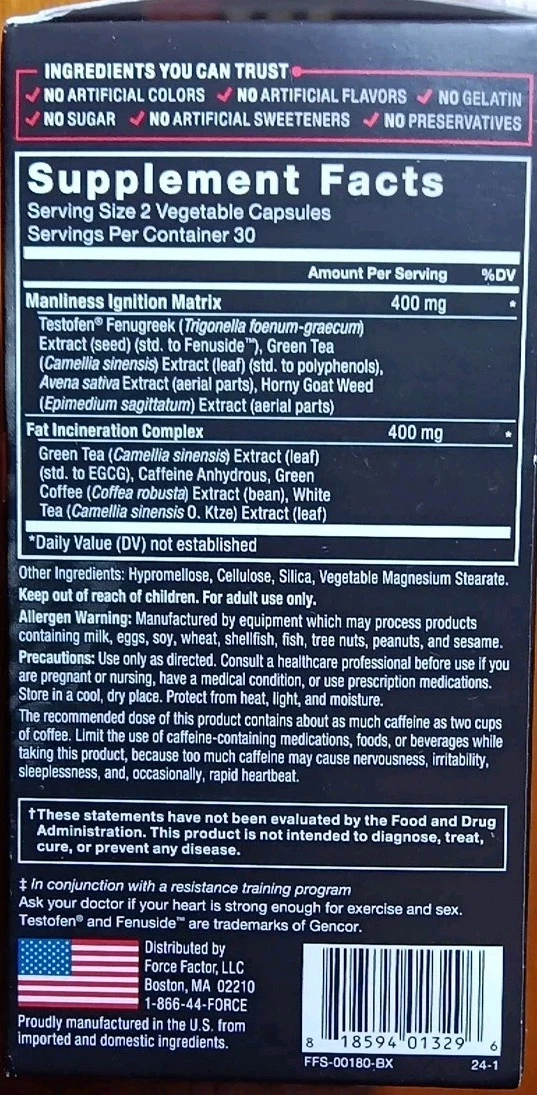 INGREDIENTS YOU CAN TRUST
✓ NO ARTIFICIAL COLORS ✓ NO ARTIFICIAL FLAVORS ✓ NO GELATIN
✓ NO SUGAR ✓ NO ARTIFICIAL SWEETENERS ✓ NO PRESERVATIVES
Supplement Facts
Serving Size 2 Vegetable Capsules
Servings Per Container 30
Amount Per Serving %DV
Manliness Ignition Matrix 400 mg *
Testofen® Fenugreek (Trigonella foenum-graecum)
Extract (seed) (std. to Fenuside™), Green Tea
(Camellia sinensis) Extract (leaf) (std. to polyphenols),
Avena sativa Extract (aerial parts), Horny Goat Weed
(Epimedium sagittatum) Extract (aerial parts)
Fat Incineration Complex 400 mg *
Green Tea (Camellia sinensis) Extract (leaf)
(std. to EGCG), Caffeine Anhydrous, Green
Coffee (Coffea robusta) Extract (bean), White
Tea (Camellia sinensis O. Ktze) Extract (leaf)
*Daily Value (DV) not established
Other Ingredients: Hypromellose, Cellulose, Silica, Vegetable Magnesium Stearate.
Keep out of reach of children. For adult use only.
Allergen Warning: Manufactured by equipment which may process products
containing milk, eggs, soy, wheat, shellfish, fish, tree nuts, peanuts, and sesame.
Precautions: Use only as directed. Consult a healthcare professional before use if you
are pregnant or nursing, have a medical condition, or use prescription medications.
Store in a cool, dry place. Protect from heat, light, and moisture.
The recommended dose of this product contains about as much caffeine as two cups
of coffee. Limit the use of caffeine-containing medications, foods, or beverages while
taking this product, because too much caffeine may cause nervousness, irritability,
sleeplessness, and, occasionally, rapid heartbeat.
†These statements have not been evaluated by the Food and Drug
Administration. This product is not intended to diagnose, treat,
cure, or prevent any disease.
‡ In conjunction with a resistance training program
Ask your doctor if your heart is strong enough for exercise and sex.
Testofen® and Fenuside™ are trademarks of Gencor.
Distributed by
Force Factor, LLC
Boston, MA 02210
1-866-44-FORCE
Proudly manufactured in the U.S. from
imported and domestic ingredients.
8 18594 01329 6
FFS-00180-BX 24-1